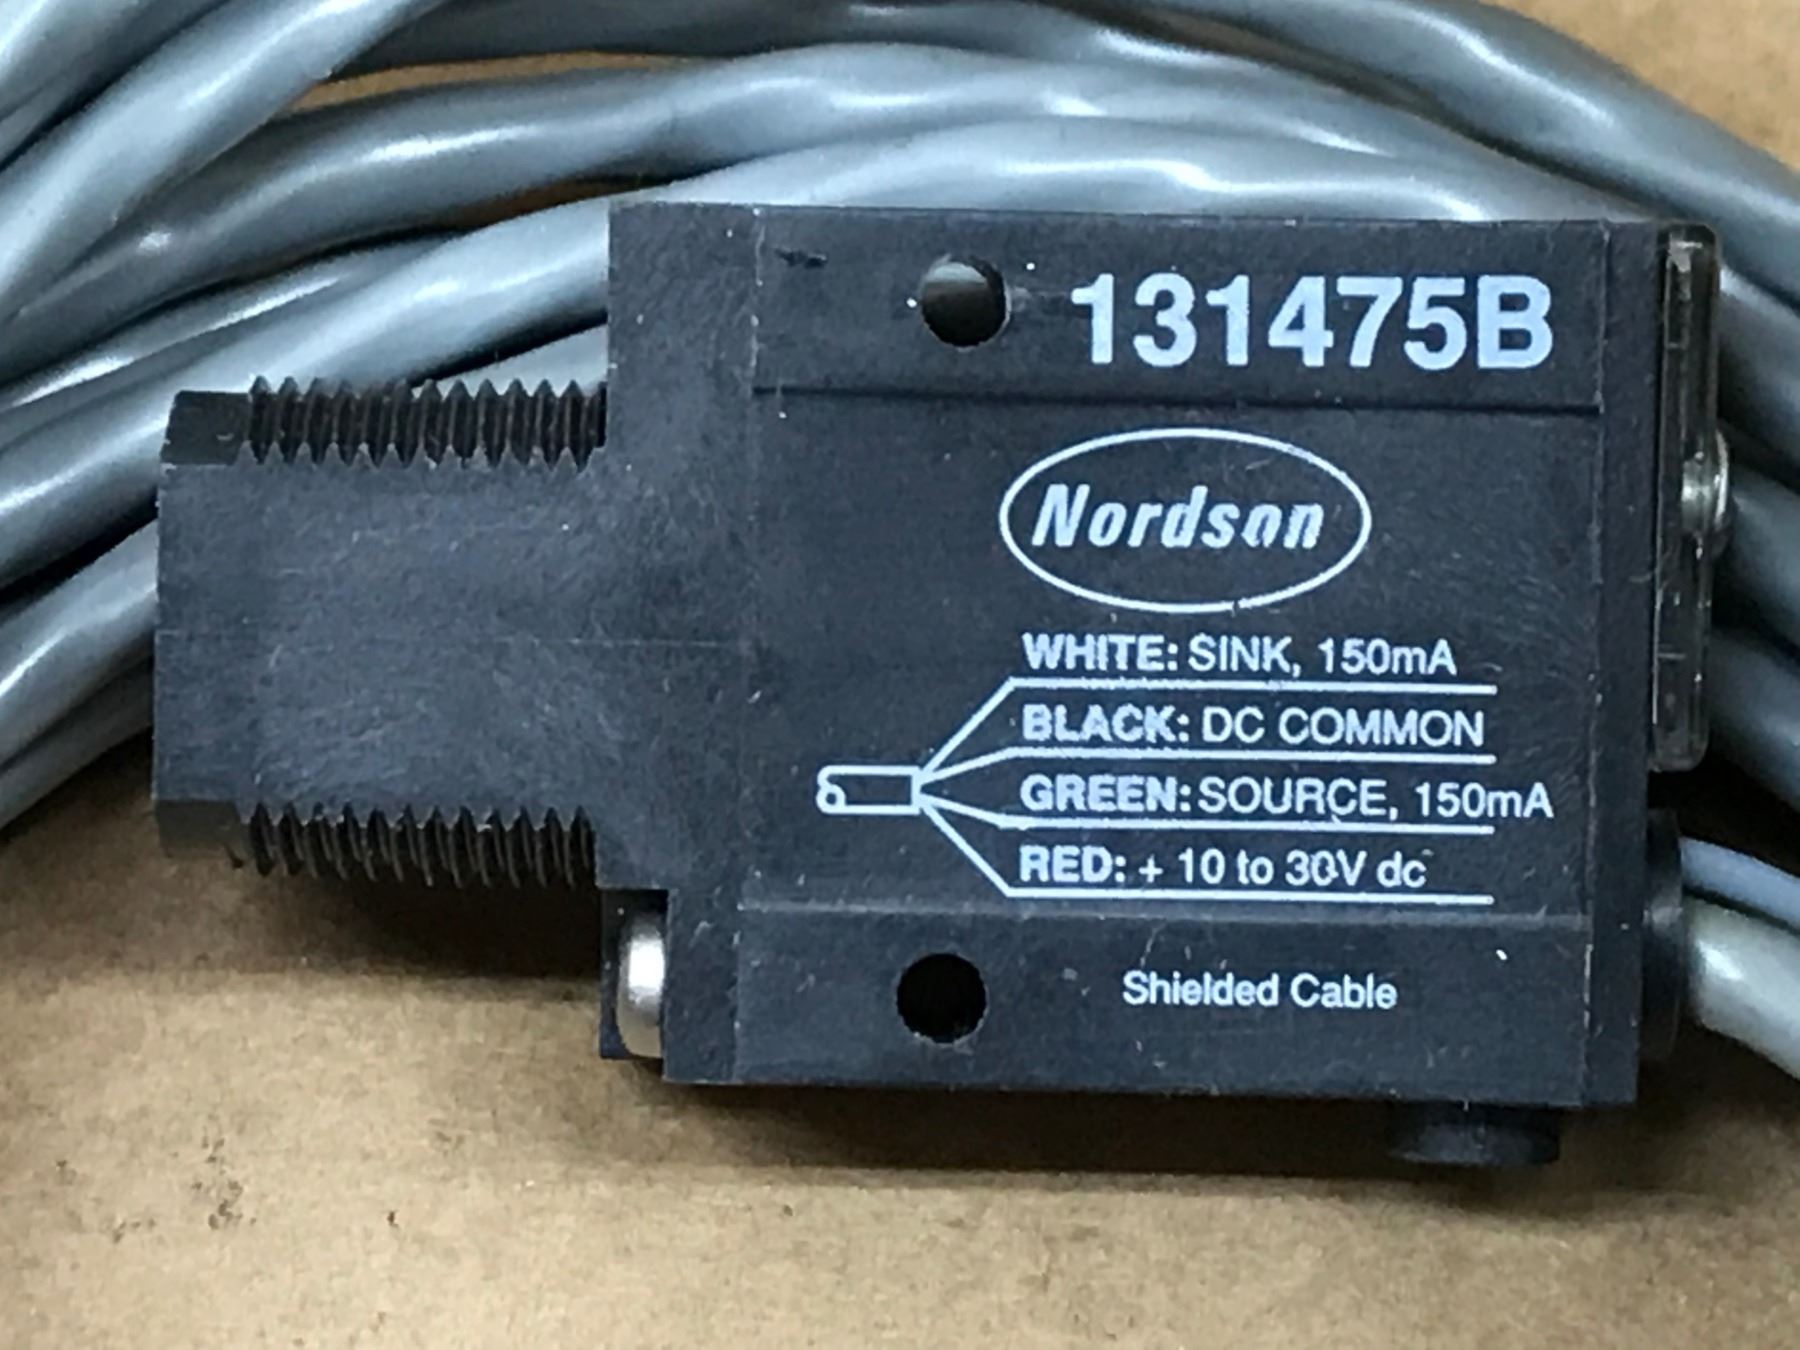 131475B
Nordson
WHITE: SINK, 150mA
BLACK: DC COMMON
GREEN: SOURCE, 150mA
RED: + 10 to 30V dc
Shielded Cable